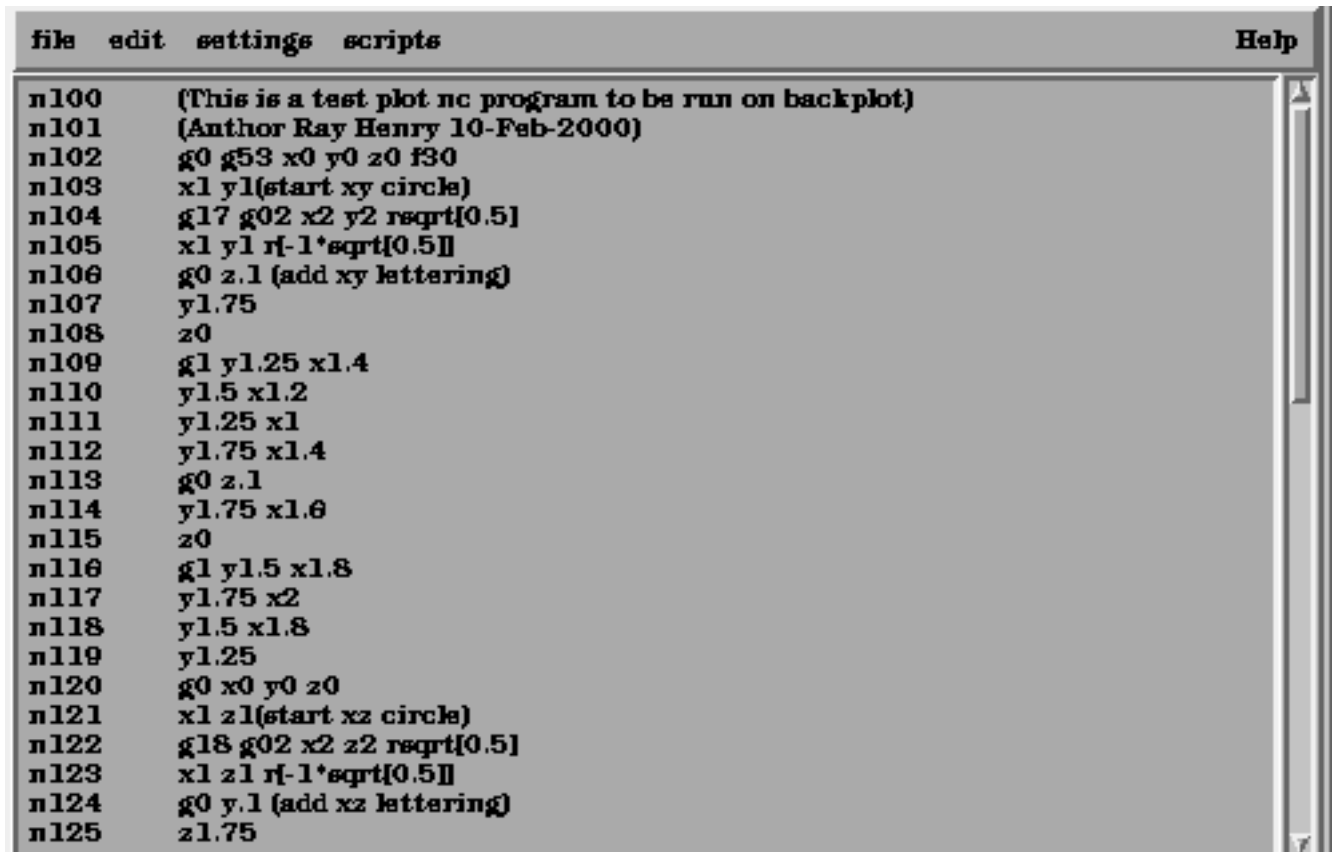 file edit settings scripts Help
n100 (This is a test plot nc program to be run on backplot)
n101 (Author Ray Henry 10-Feb-2000)
n102 g0 g53 x0 y0 z0 f30
n103 x1 y1(start xy circle)
n104 g17 g02 x2 y2 rsqrt[0.5]
n105 x1 y1 r[-1*sqrt[0.5]]
n106 g0 z.1 (add xy lettering)
n107 y1.75
n108 z0
n109 g1 y1.25 x1.4
n110 y1.5 x1.2
n111 y1.25 x1
n112 y1.75 x1.4
n113 g0 z.1
n114 y1.75 x1.6
n115 z0
n116 g1 y1.5 x1.8
n117 y1.75 x2
n118 y1.5 x1.8
n119 y1.25
n120 g0 x0 y0 z0
n121 x1 z1(start xz circle)
n122 g18 g02 x2 z2 rsqrt[0.5]
n123 x1 z1 r[-1*sqrt[0.5]]
n124 g0 y.1 (add xz lettering)
n125 z1.75